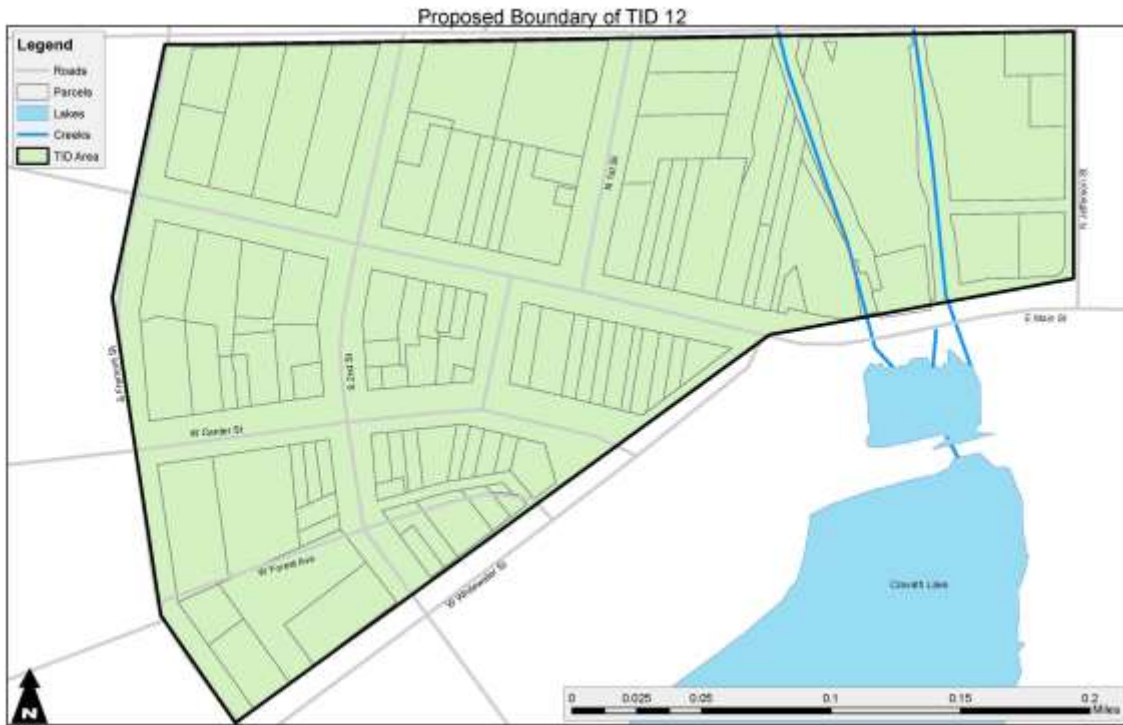 Proposed Boundary of TID 12
Legend
Roads
Parcels
Lakes
Creeks
TID Area
N 1st St
E Main St
S 2nd St
W Center St
W Forest Ave
W Whitewater St
Cravath Lake
N
0 0.025 0.05 0.1 0.15 0.2
Miles